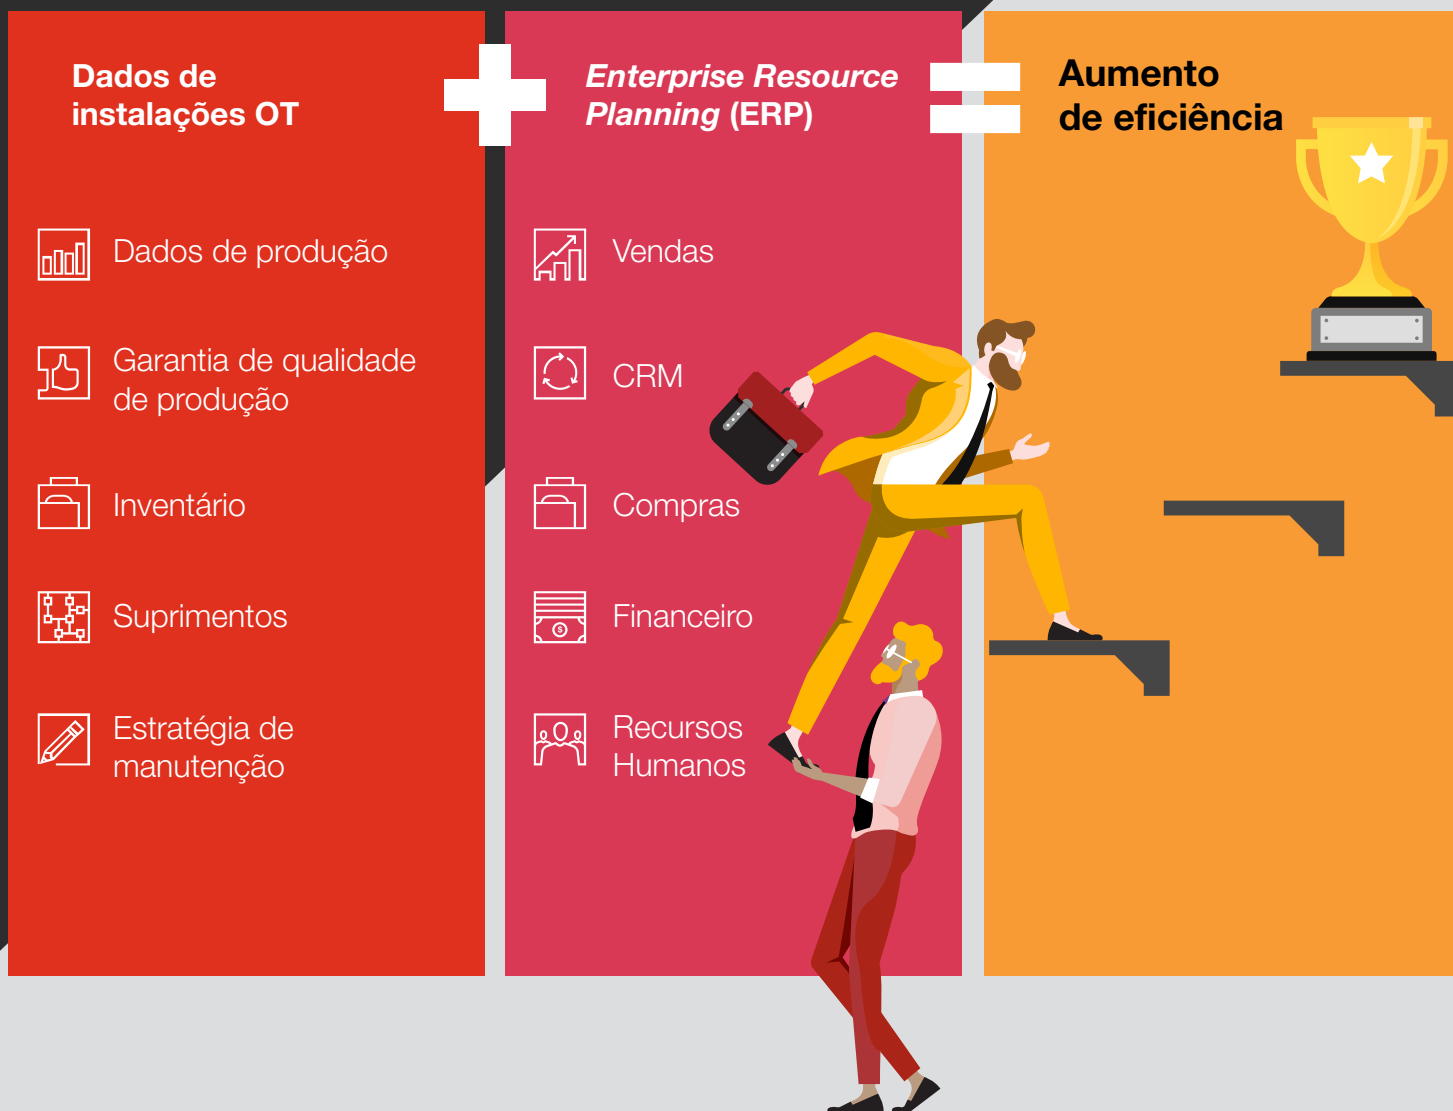 Dados de
instalações OT
Dados de produção
Garantia de qualidade
de produção
Inventário
Suprimentos
Estratégia de
manutenção
Enterprise Resource
Planning (ERP)
Vendas
CRM
Compras
Financeiro
Recursos
Humanos
Aumento
de eficiência